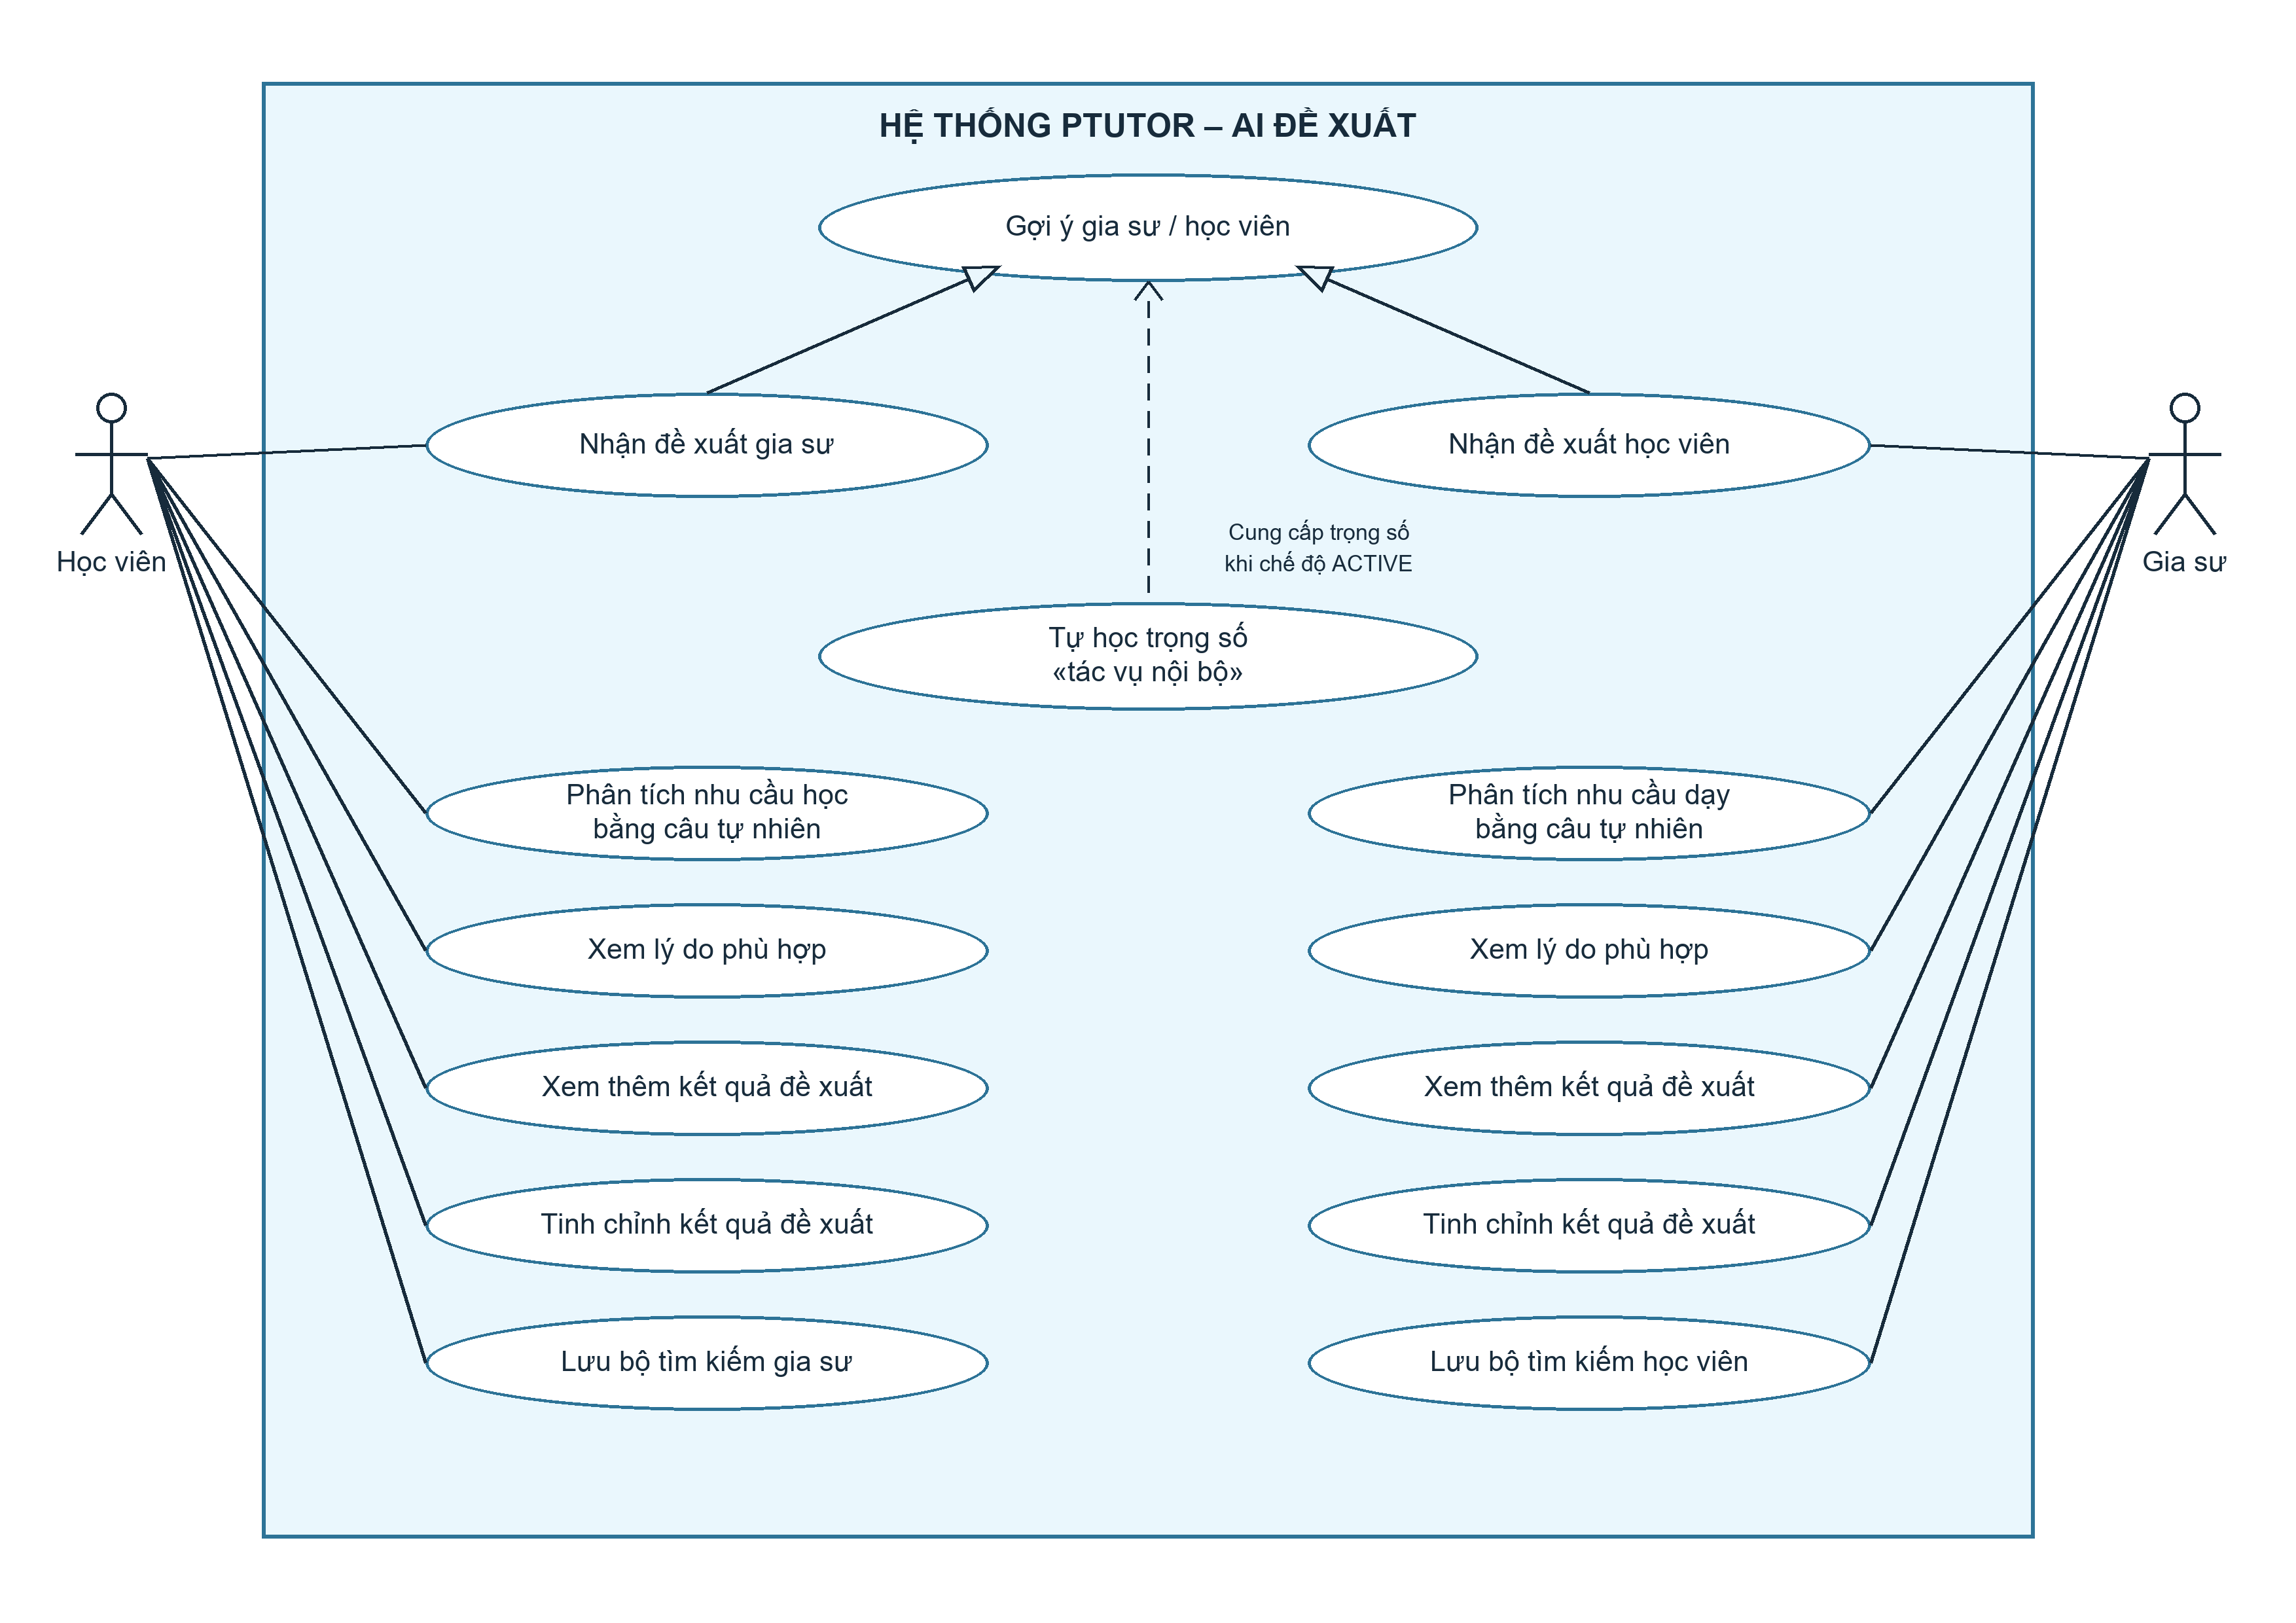 HỆ THỐNG PTUTOR – AI ĐỀ XUẤT
Gợi ý gia sư / học viên
Nhận đề xuất gia sư
Nhận đề xuất học viên
Học viên
Gia sư
Cung cấp trọng số
khi chế độ ACTIVE
Tự học trọng số
«tác vụ nội bộ»
Phân tích nhu cầu học
bằng câu tự nhiên
Phân tích nhu cầu dạy
bằng câu tự nhiên
Xem lý do phù hợp
Xem lý do phù hợp
Xem thêm kết quả đề xuất
Xem thêm kết quả đề xuất
Tinh chỉnh kết quả đề xuất
Tinh chỉnh kết quả đề xuất
Lưu bộ tìm kiếm gia sư
Lưu bộ tìm kiếm học viên